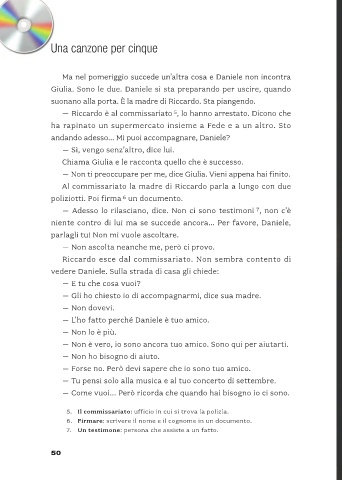 Una canzone per cinque
Ma nel pomeriggio succede un'altra cosa e Daniele non incontra
Giulia. Sono le due. Daniele si sta preparando per uscire, quando
suonano alla porta. È la madre di Riccardo. Sta piangendo.
— Riccardo è al commissariato 5, lo hanno arrestato. Dicono che
ha rapinato un supermercato insieme a Fede e a un altro. Sto
andando adesso... Mi puoi accompagnare, Daniele?
— Sì, vengo senz'altro, dice lui.
Chiama Giulia e le racconta quello che è successo.
— Non ti preoccupare per me, dice Giulia. Vieni appena hai finito.
Al commissariato la madre di Riccardo parla a lungo con due
poliziotti. Poi firma 6 un documento.
— Adesso lo rilasciano, dice. Non ci sono testimoni 7, non c'è
niente contro di lui ma se succede ancora... Per favore, Daniele,
parlagli tu! Non mi vuole ascoltare.
— Non ascolta neanche me, però ci provo.
Riccardo esce dal commissariato. Non sembra contento di
vedere Daniele. Sulla strada di casa gli chiede:
— E tu che cosa vuoi?
— Gli ho chiesto io di accompagnarmi, dice sua madre.
— Non dovevi.
— L'ho fatto perché Daniele è tuo amico.
— Non lo è più.
— Non è vero, io sono ancora tuo amico. Sono qui per aiutarti.
— Non ho bisogno di aiuto.
— Forse no. Però devi sapere che io sono tuo amico.
— Tu pensi solo alla musica e al tuo concerto di settembre.
— Come vuoi... Però ricorda che quando hai bisogno io ci sono.
5. Il commissariato: ufficio in cui si trova la polizia.
6. Firmare: scrivere il nome e il cognome in un documento.
7. Un testimone: persona che assiste a un fatto.
50